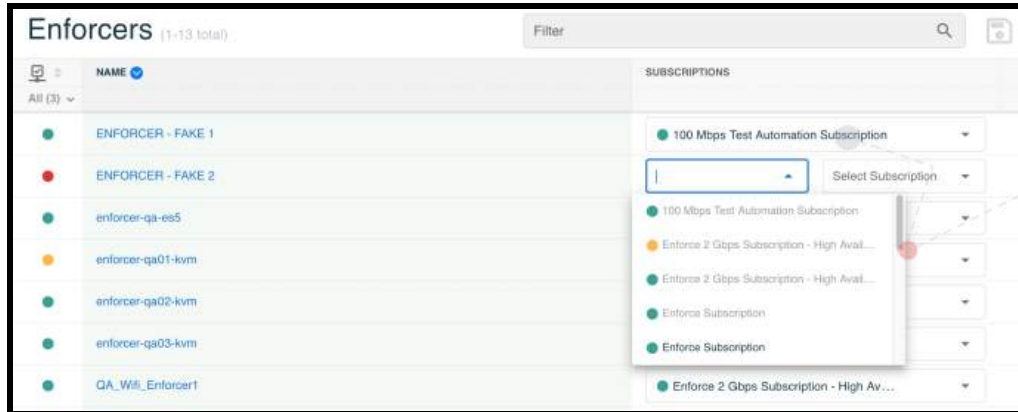 Enforcers (1-13 total)
Filter
NAME
SUBSCRIPTIONS
All (3)
ENFORCER - FAKE 1
100 Mbps Test Automation Subscription
ENFORCER - FAKE 2
Select Subscription
100 Mbps Test Automation Subscription
enforcer-qa-es5
Enforce 2 Gbps Subscription - High Avail...
enforcer-qa01-kvm
Enforce 2 Gbps Subscription - High Avail...
enforcer-qa02-kvm
Enforce Subscription
enforcer-qa03-kvm
Enforce Subscription
QA_Wifi_Enforcer1
Enforce 2 Gbps Subscription - High Av...